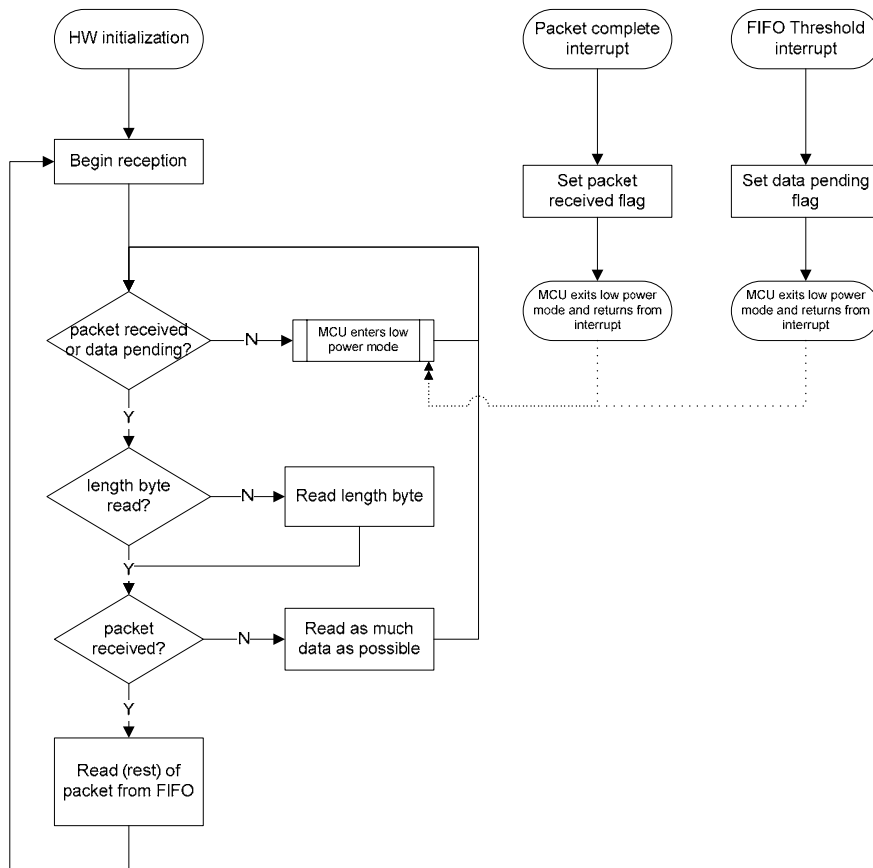 HW initialization
Packet complete
interrupt
FIFO Threshold
interrupt
Begin reception
Set packet
received flag
Set data pending
flag
packet received
or data pending?
N
MCU enters low
power mode
MCU exits low power
mode and returns from
interrupt
MCU exits low power
mode and returns from
interrupt
Y
length byte
read?
N
Read length byte
Y
packet
received?
N
Read as much
data as possible
Y
Read (rest) of
packet from FIFO